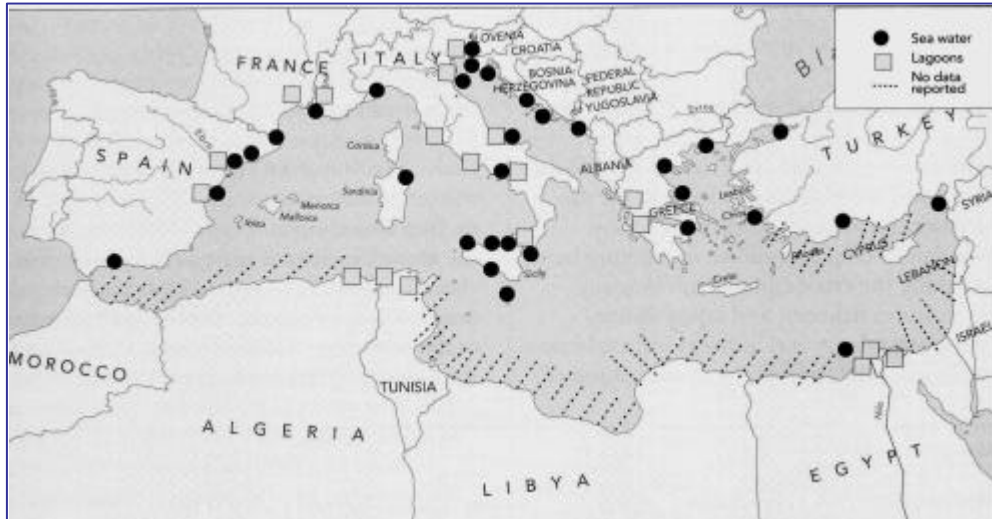 SLOVENIA
CROATIA
FRANCE
ITALY
BOSNIA-
HERZEGOVINA
FEDERAL
REPUBLIC
YUGOSLAVIA
SPAIN
Ebro
Corsica
Sardinia
Menorca
Mallorca
Ibiza
ALBANIA
GREECE
Lesbos
Chios
TURKEY
Crete
Rhodes
CYPRUS
SYRIA
LEBANON
ISRAEL
Sicily
MOROCCO
TUNISIA
ALGERIA
LIBYA
EGYPT
Nile
Sea water
Lagoons
No data
reported